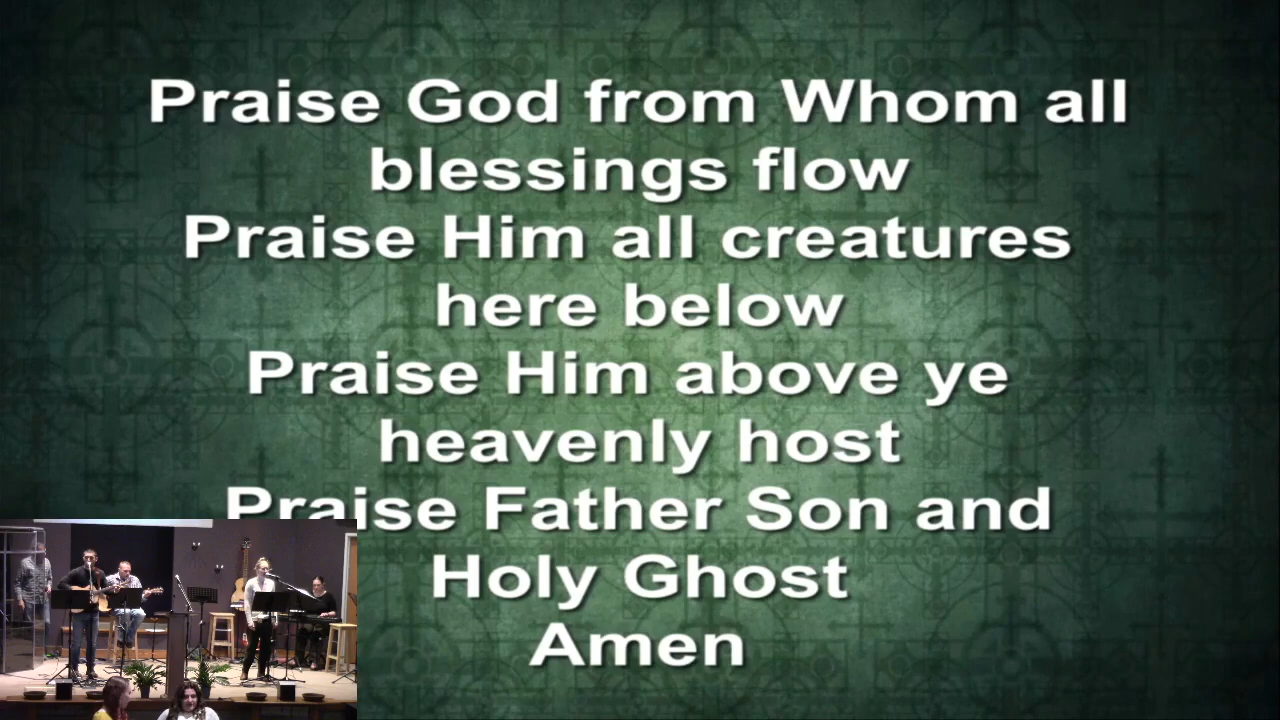 Praise God from Whom all
blessings flow
Praise Him all creatures
here below
Praise Him above ye
heavenly host
Praise Father Son and
Holy Ghost
Amen